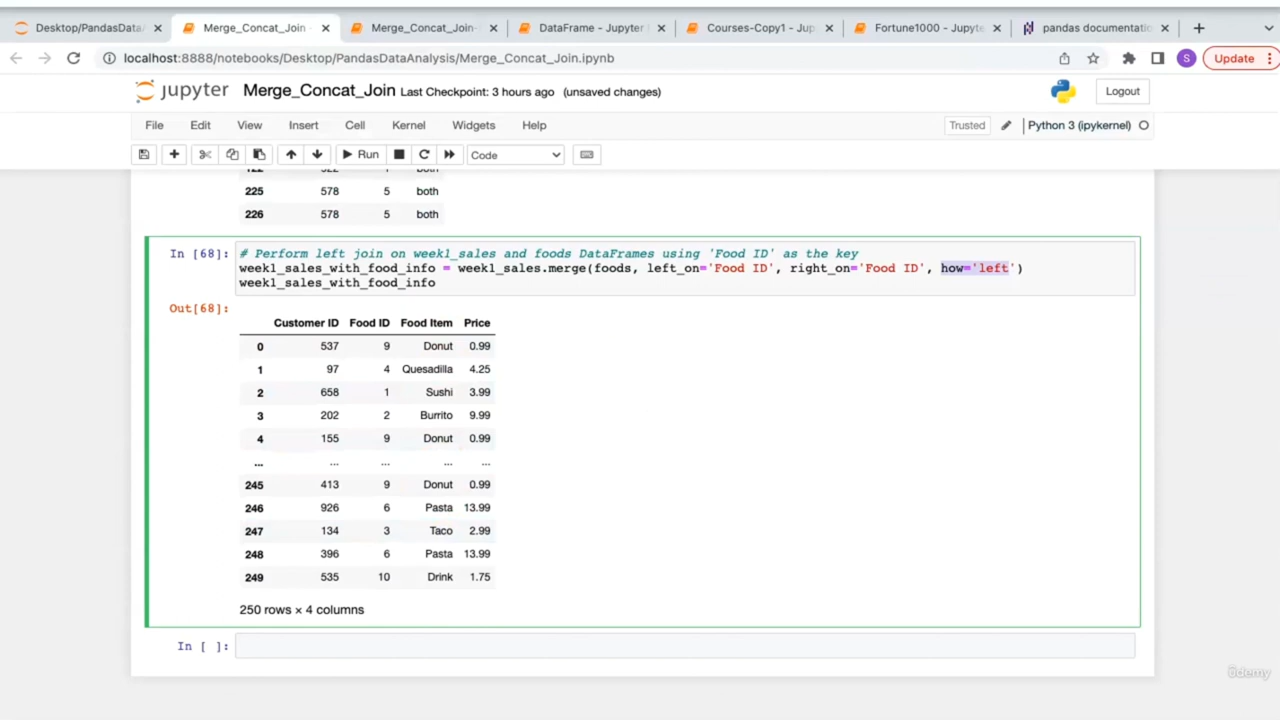 Desktop/PandasData
Merge_Concat_Join -
Merge_Concat_Join-
DataFrame - Jupyter
Courses-Copy1 - Jup
Fortune1000 - Jupyte
pandas documentatio
localhost:8888/notebooks/Desktop/PandasDataAnalysis/Merge_Concat_Join.ipynb
S
Update
jupyter Merge_Concat_Join Last Checkpoint: 3 hours ago (unsaved changes)
Logout
File Edit View Insert Cell Kernel Widgets Help
Trusted
Python 3 (ipykernel)
Run
Code
225 578 5 both
226 578 5 both
In [68]: # Perform left join on week1_sales and foods DataFrames using 'Food ID' as the key
week1_sales_with_food_info = week1_sales.merge(foods, left_on='Food ID', right_on='Food ID', how='left')
week1_sales_with_food_info
Out[68]:
Customer ID Food ID Food Item Price
0 537 9 Donut 0.99
1 97 4 Quesadilla 4.25
2 658 1 Sushi 3.99
3 202 2 Burrito 9.99
4 155 9 Donut 0.99
... ... ... ... ...
245 413 9 Donut 0.99
246 926 6 Pasta 13.99
247 134 3 Taco 2.99
248 396 6 Pasta 13.99
249 535 10 Drink 1.75
250 rows × 4 columns
In [ ]:
ûdemy